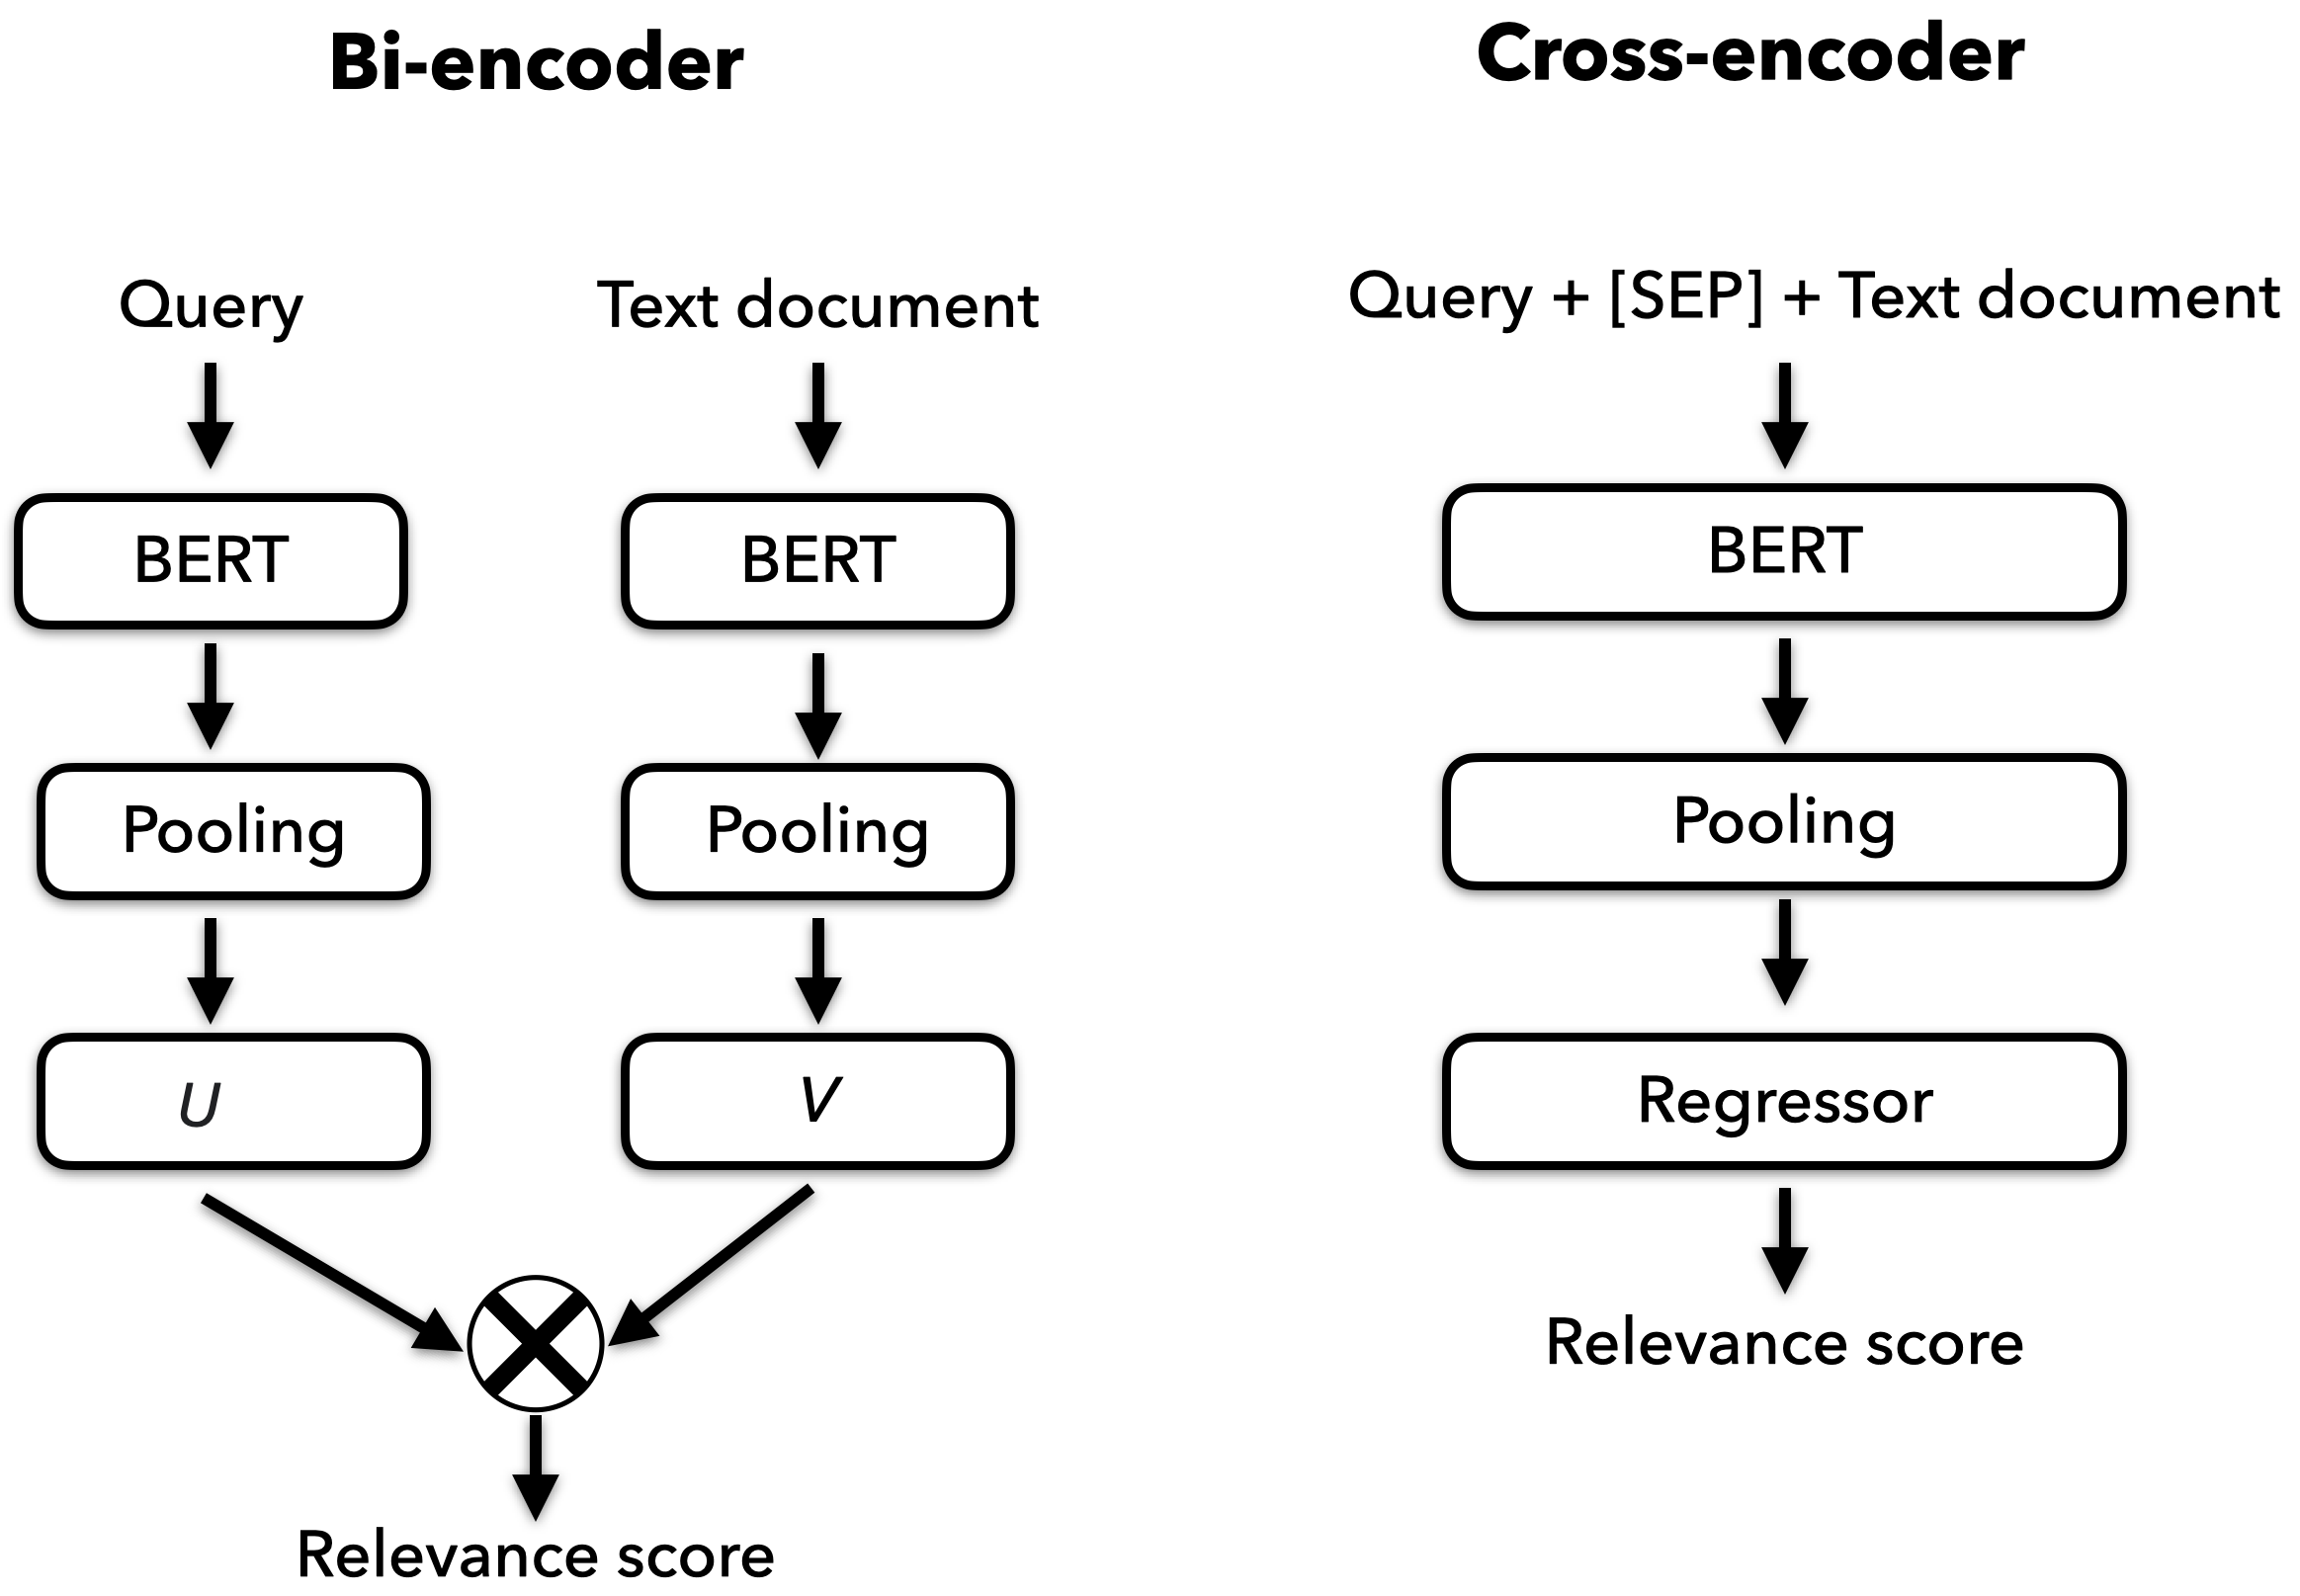 Bi-encoder
Query
Text document
BERT
BERT
Pooling
Pooling
U
V
Relevance score
Cross-encoder
Query + [SEP] + Text document
BERT
Pooling
Regressor
Relevance score